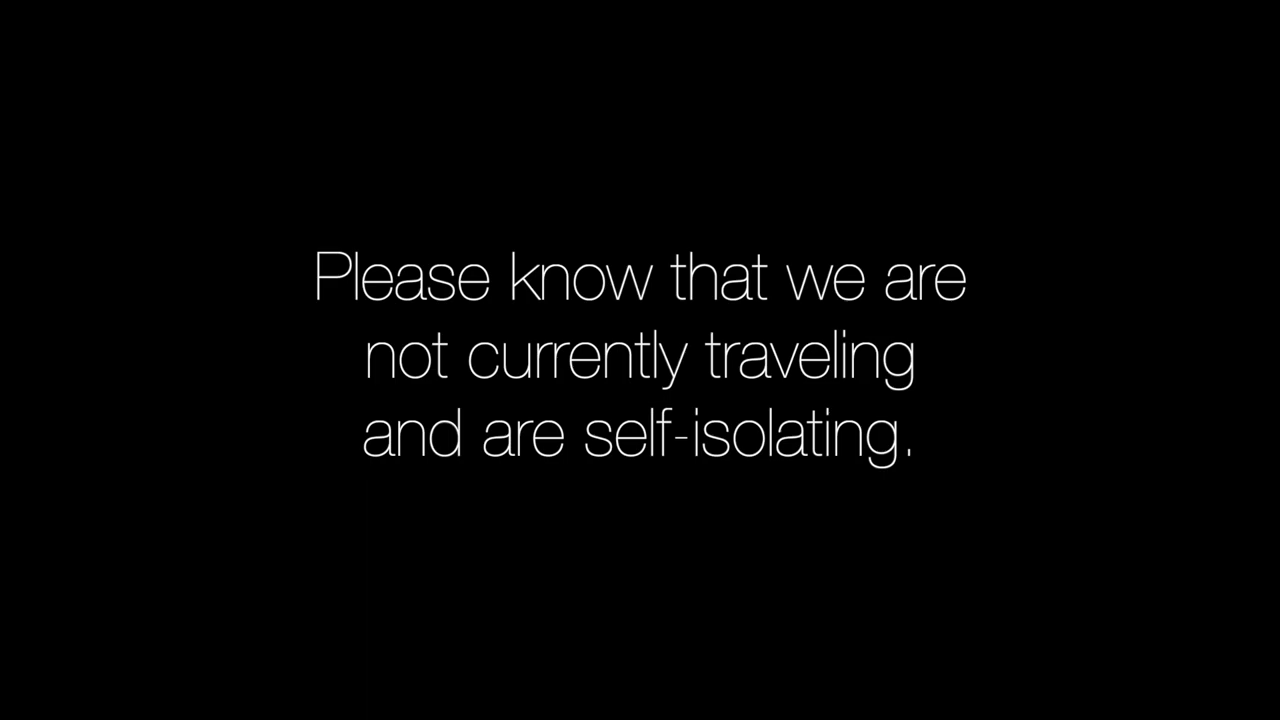 Please know that we are
not currently traveling
and are self-isolating.